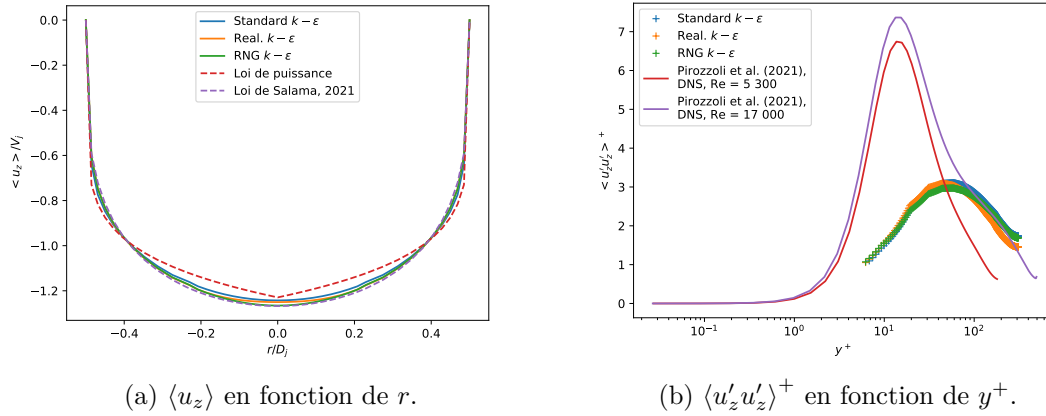 0.0
−0.2
−0.4
−0.6
−0.8
−1.0
−1.2
< u_z > /V_j
−0.4
−0.2
0.0
0.2
0.4
r/D_j
Standard k − ε
Real. k − ε
RNG k − ε
Loi de puissance
Loi de Salama, 2021
7
6
5
4
3
2
1
0
< u'_z u'_z > ^+
10^{−1}
10^0
10^1
10^2
y^+
Standard k − ε
Real. k − ε
RNG k − ε
Pirozzoli et al. (2021),
DNS, Re = 5 300
Pirozzoli et al. (2021),
DNS, Re = 17 000
(a) ⟨u_z⟩ en fonction de r.
(b) ⟨u'_z u'_z⟩^+ en fonction de y^+.